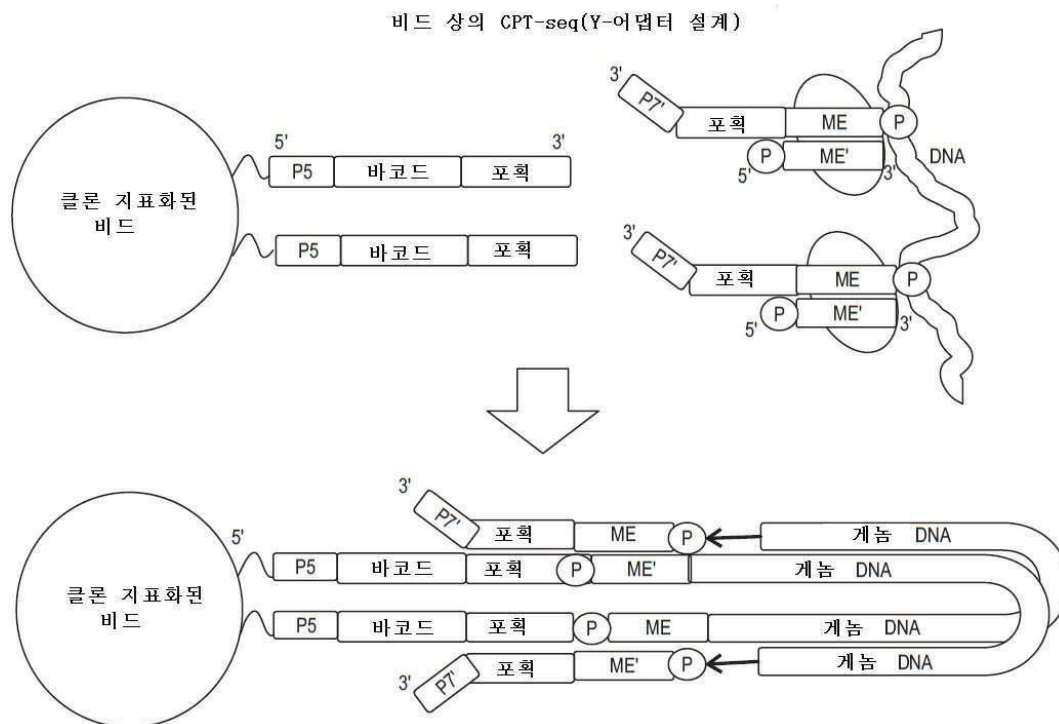 비드 상의 CPT-seq(Y-어댑터 설계)
클론 지표화된
비드
5'
3'
P5
바코드
포획
P5
바코드
포획
3'
P7'
포획
ME
P
P
ME'
5'
3'
DNA
3'
P7'
포획
ME
P
P
ME'
5'
3'
클론 지표화된
비드
5'
3'
P7'
포획
ME
P
게놈 DNA
P5
바코드
포획
P
ME'
게놈 DNA
P5
바코드
포획
P
ME
게놈 DNA
3'
P7'
포획
ME'
P
게놈 DNA